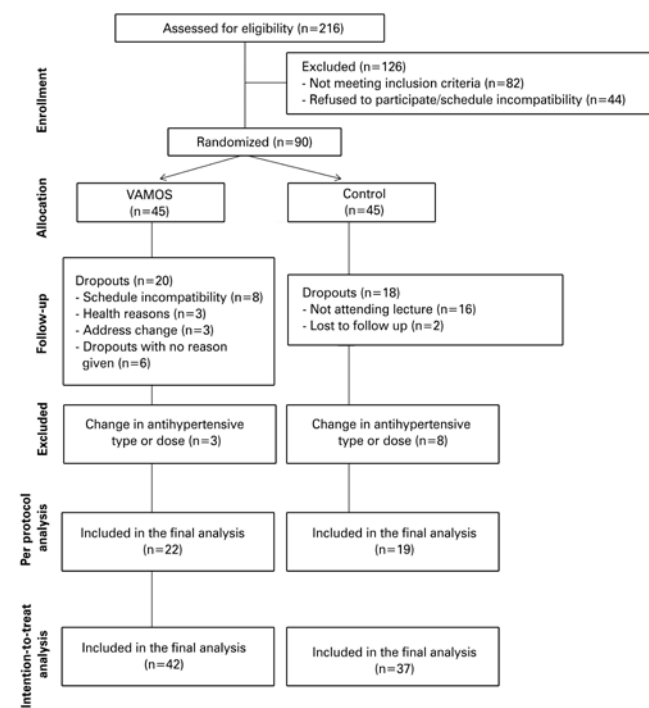 Assessed for eligibility (n=216)
Enrollment
Excluded (n=126)
- Not meeting inclusion criteria (n=82)
- Refused to participate/schedule incompatibility (n=44)
Randomized (n=90)
Allocation
VAMOS
(n=45)
Control
(n=45)
Follow-up
Dropouts (n=20)
- Schedule incompatibility (n=8)
- Health reasons (n=3)
- Address change (n=3)
- Dropouts with no reason
given (n=6)
Dropouts (n=18)
- Not attending lecture (n=16)
- Lost to follow up (n=2)
Excluded
Change in antihypertensive
type or dose (n=3)
Change in antihypertensive
type or dose (n=8)
Per protocol
analysis
Included in the final analysis
(n=22)
Included in the final analysis
(n=19)
Intention-to-treat
analysis
Included in the final analysis
(n=42)
Included in the final analysis
(n=37)